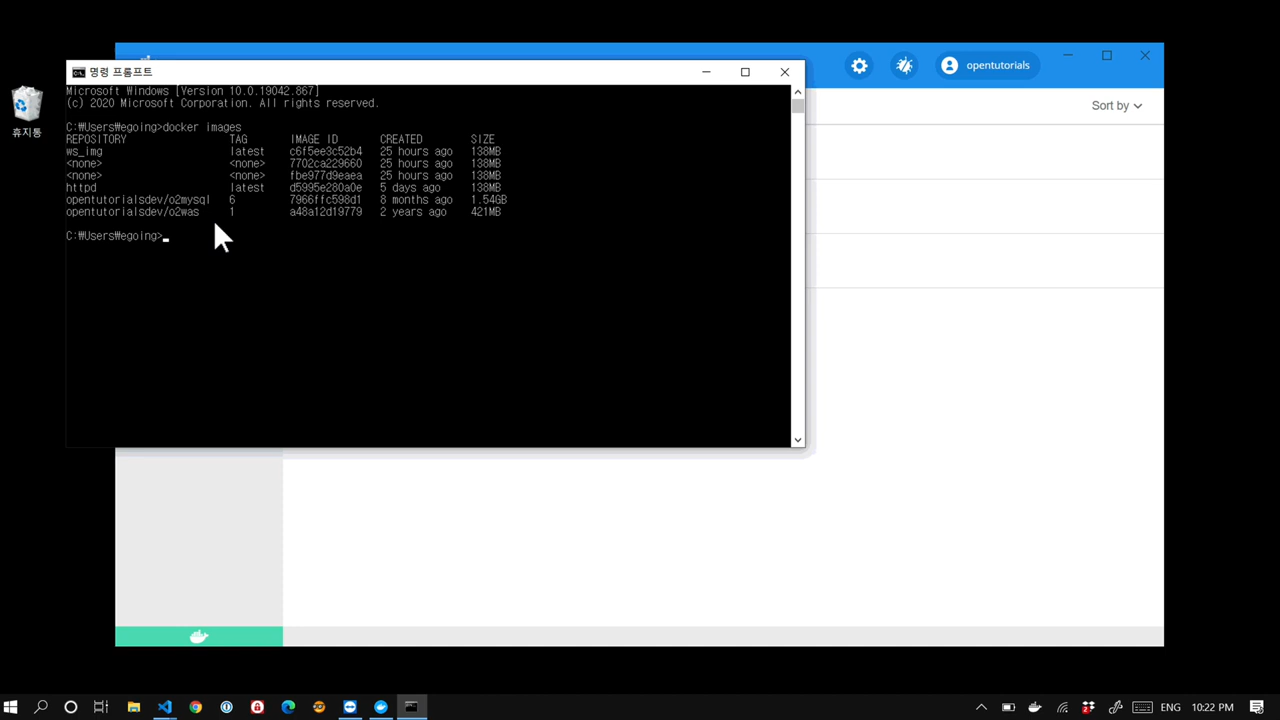 opentutorials
명령 프롬프트
Sort by
Microsoft Windows [Version 10.0.19042.867]
(c) 2020 Microsoft Corporation. All rights reserved.
C:₩Users₩egoing>docker images
REPOSITORY TAG IMAGE ID CREATED SIZE
ws_img latest c6f5ee3c52b4 25 hours ago 138MB
<none> <none> 7702ca229660 25 hours ago 138MB
<none> <none> fbe977d9eaea 25 hours ago 138MB
httpd latest d5995e280a0e 5 days ago 138MB
opentutorialsdev/o2mysql 6 7966ffc598d1 8 months ago 1.54GB
opentutorialsdev/o2was 1 a48a12d19779 2 years ago 421MB
C:₩Users₩egoing>
휴지통
ENG 10:22 PM